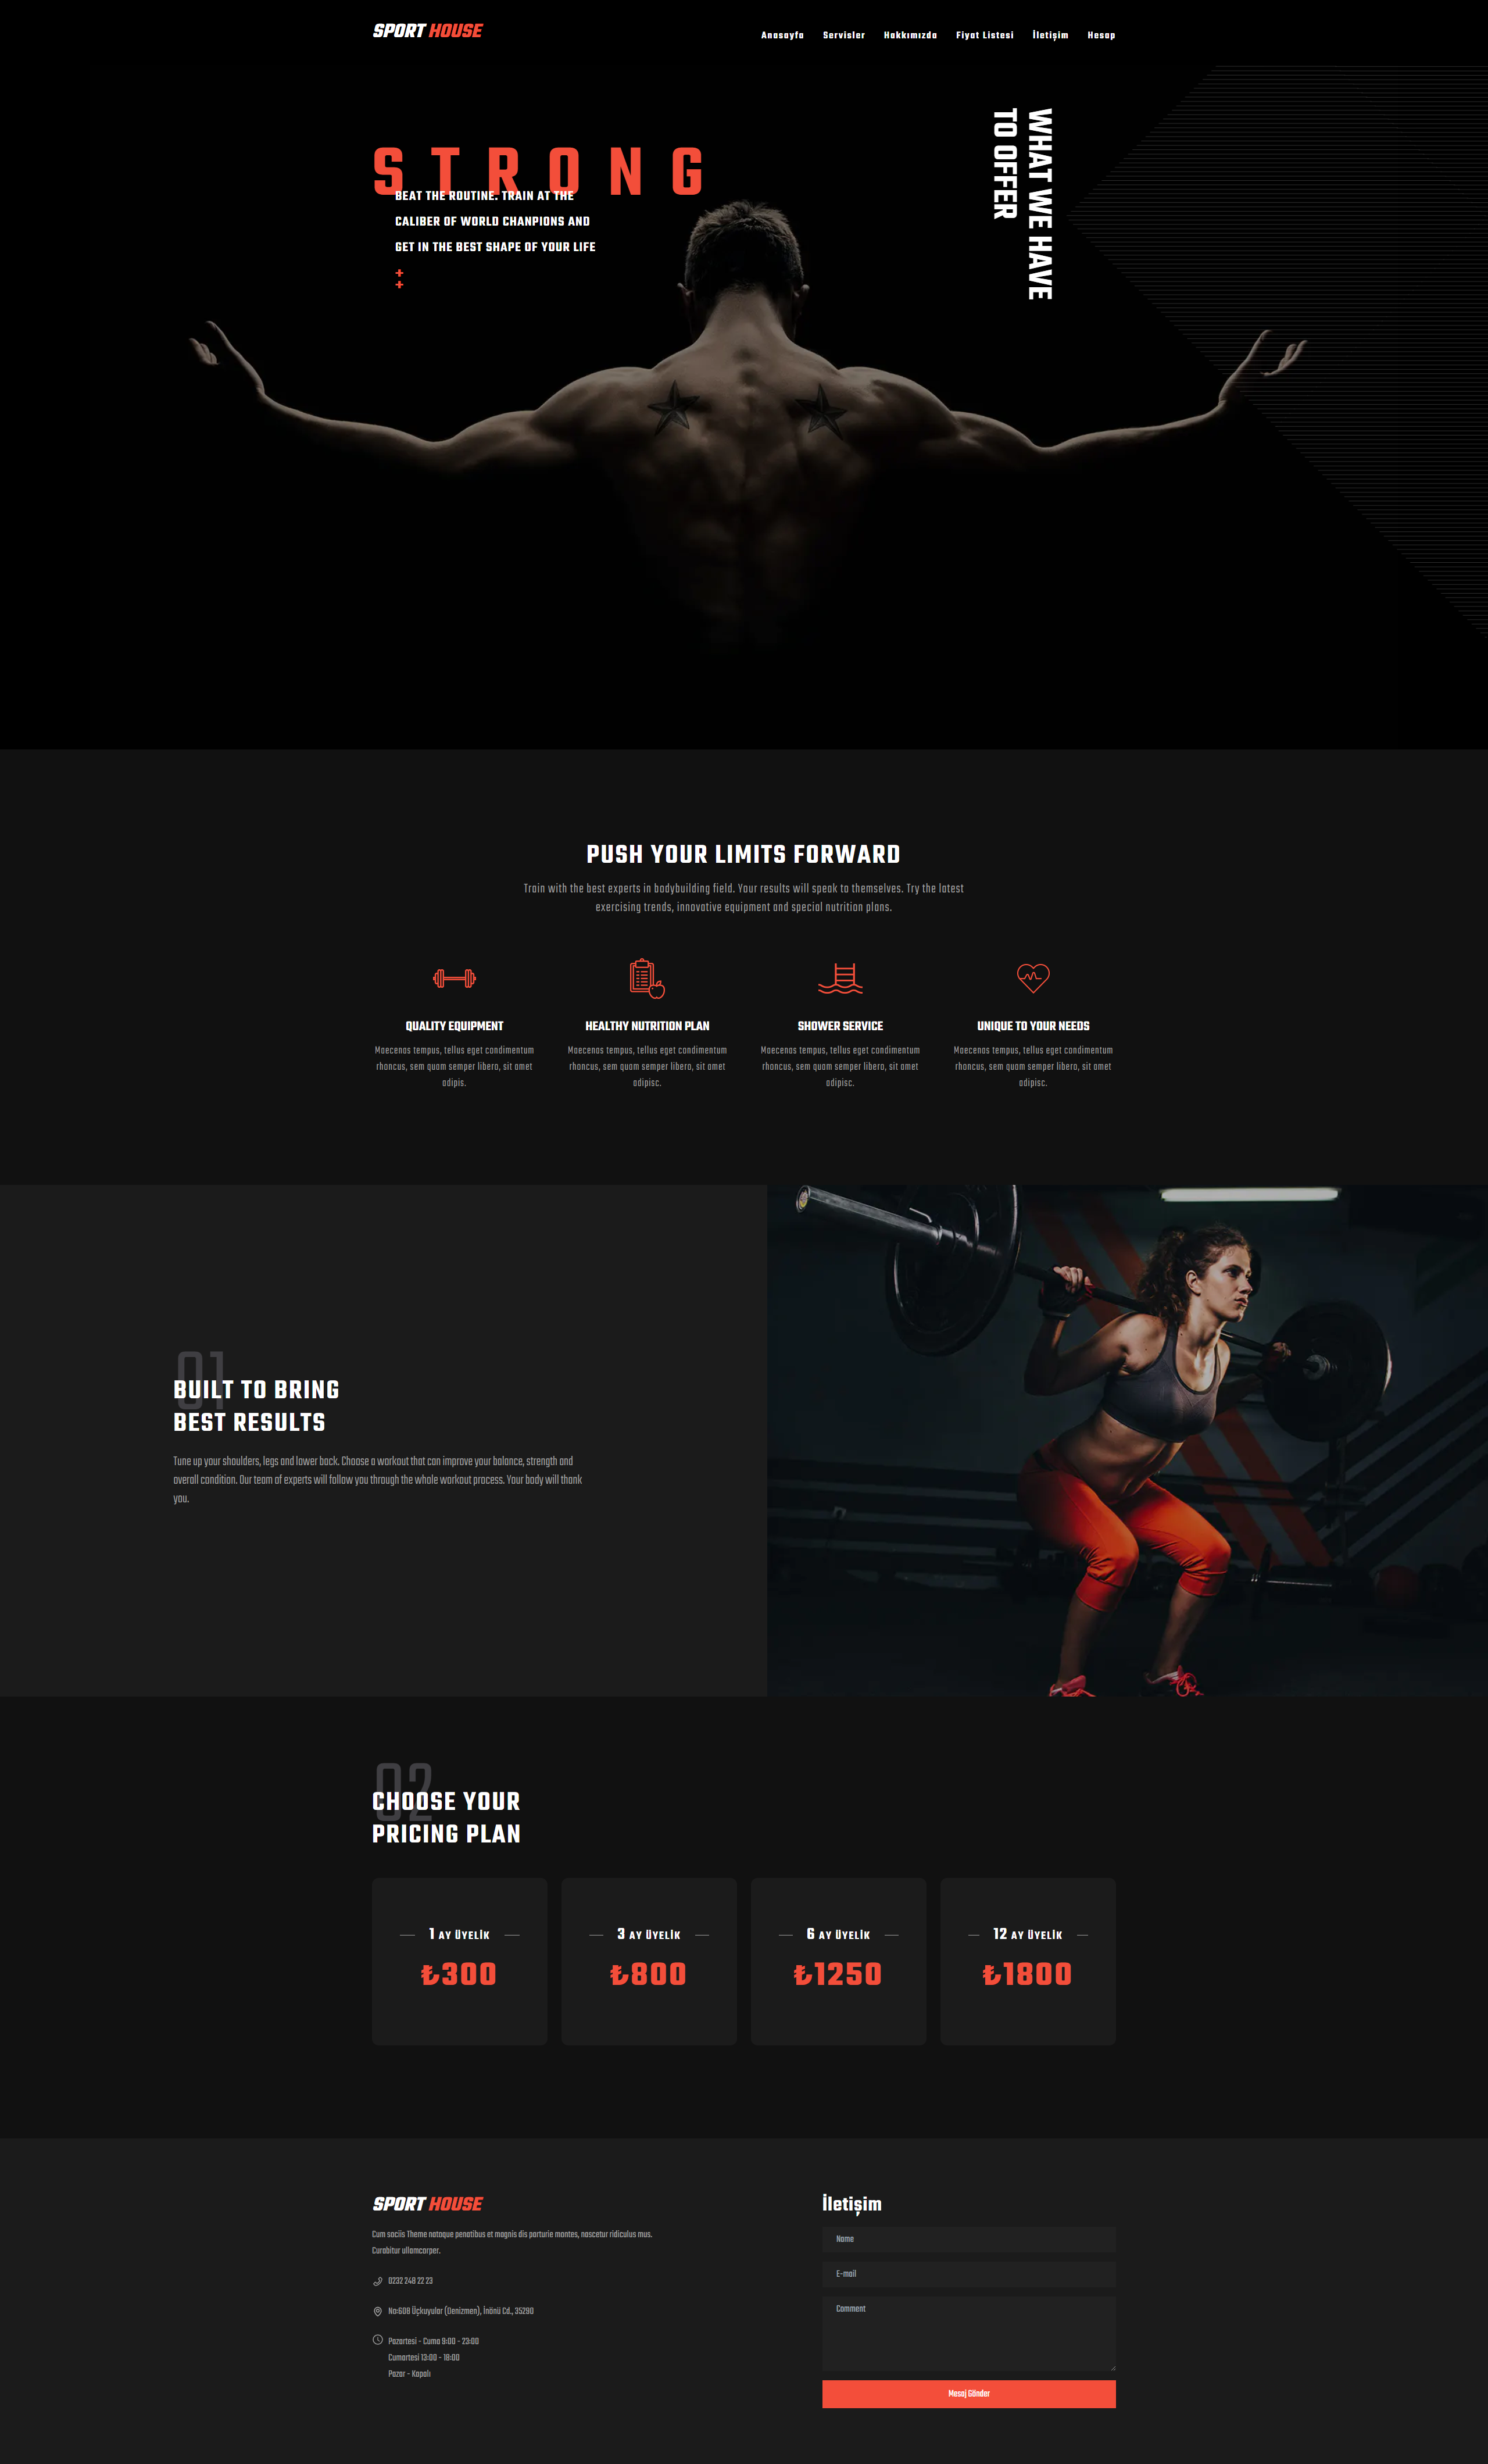 SPORT HOUSE
Anasayfa Servisler Hakkımızda Fiyat Listesi İletişim Hesap
STRONG
BEAT THE ROUTINE. TRAIN AT THE
CALIBER OF WORLD CHANPIONS AND
GET IN THE BEST SHAPE OF YOUR LIFE
+
+
WHAT WE HAVE
TO OFFER
PUSH YOUR LIMITS FORWARD
Train with the best experts in bodybuilding field. Your results will speak to themselves. Try the latest
exercising trends, innovative equipment and special nutrition plans.
QUALITY EQUIPMENT
Maecenas tempus, tellus eget condimentum
rhoncus, sem quam semper libero, sit amet
adipis.
HEALTHY NUTRITION PLAN
Maecenas tempus, tellus eget condimentum
rhoncus, sem quam semper libero, sit amet
adipisc.
SHOWER SERVICE
Maecenas tempus, tellus eget condimentum
rhoncus, sem quam semper libero, sit amet
adipisc.
UNIQUE TO YOUR NEEDS
Maecenas tempus, tellus eget condimentum
rhoncus, sem quam semper libero, sit amet
adipisc.
01
BUILT TO BRING
BEST RESULTS
Tune up your shoulders, legs and lower back. Choose a workout that can improve your balance, strength and
overall condition. Our team of experts will follow you through the whole workout process. Your body will thank
you.
02
CHOOSE YOUR
PRICING PLAN
1 AY ÜYELİK
₺300
3 AY ÜYELİK
₺800
6 AY ÜYELİK
₺1250
12 AY ÜYELİK
₺1800
SPORT HOUSE
Cum sociis Theme natoque penatibus et magnis dis parturie montes, nascetur ridiculus mus.
Curabitur ullamcorper.
0232 248 22 23
No:608 Üçkuyular (Denizmen), İnönü Cd., 35290
Pazartesi - Cuma 9:00 - 23:00
Cumartesi 13:00 - 18:00
Pazar - Kapalı
İletişim
Name
E-mail
Comment
Mesaj Gönder